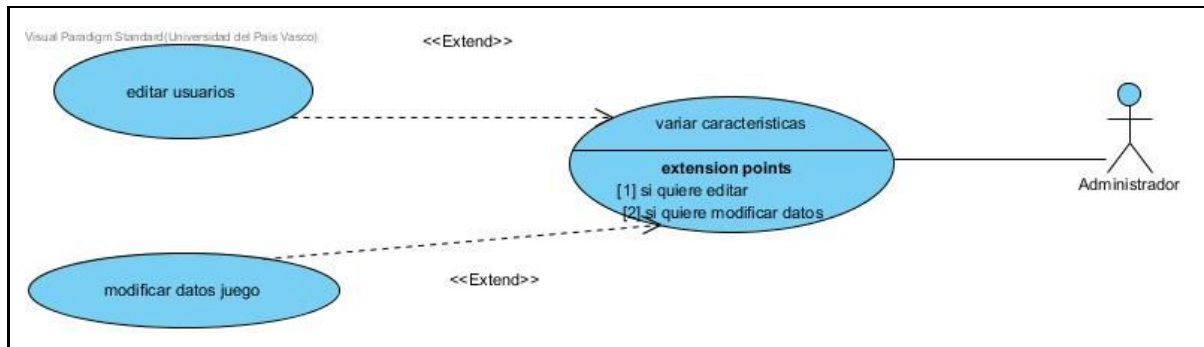 Visual Paradigm Standard(Universidad del Pais Vasco)
<<Extend>>
editar usuarios
variar caracteristicas
extension points
[1] si quiere editar
[2] si quiere modificar datos
Administrador
<<Extend>>
modificar datos juego